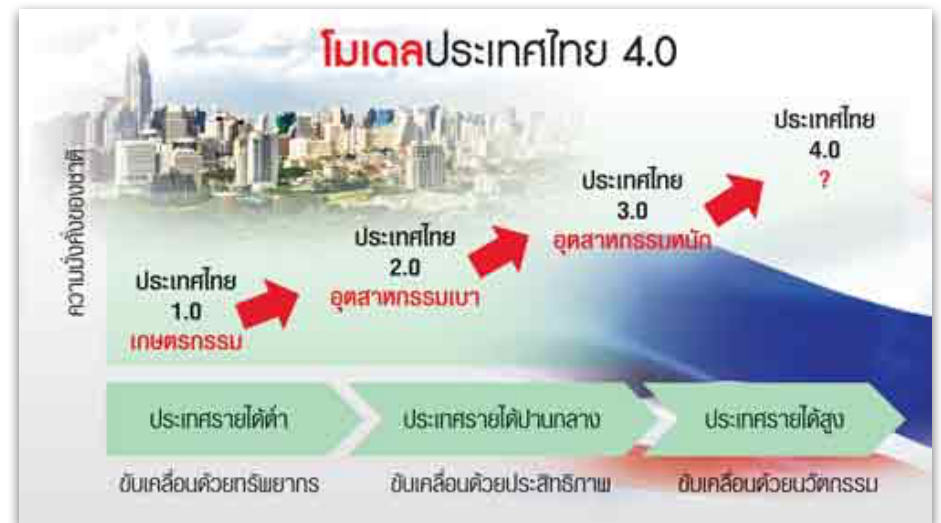 โมเดลประเทศไทย 4.0
ความมั่งคั่งของชาติ
ประเทศไทย
1.0
เกษตรกรรม
ประเทศไทย
2.0
อุตสาหกรรมเบา
ประเทศไทย
3.0
อุตสาหกรรมหนัก
ประเทศไทย
4.0
?
ประเทศรายได้ต่ำ
ประเทศรายได้ปานกลาง
ประเทศรายได้สูง
ขับเคลื่อนด้วยทรัพยากร
ขับเคลื่อนด้วยประสิทธิภาพ
ขับเคลื่อนด้วยนวัตกรรม